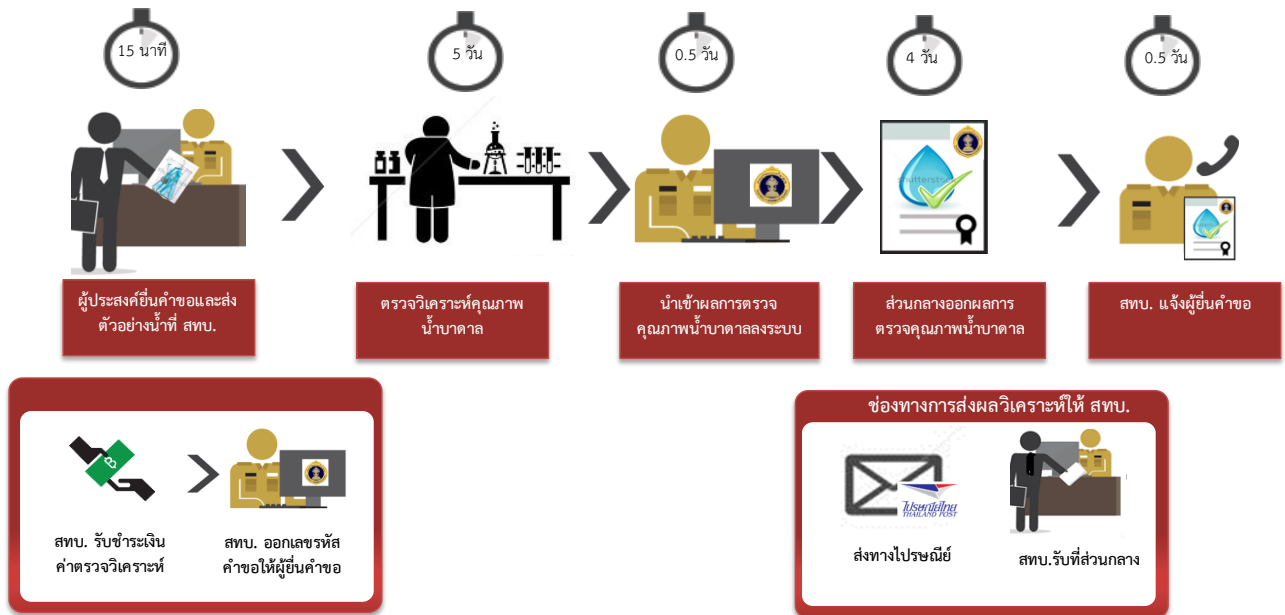 15 นาที
5 วัน
0.5 วัน
4 วัน
0.5 วัน
shutterstock
ผู้ประสงค์ยื่นคำขอและส่ง
ตัวอย่างน้ำที่ สทบ.
ตรวจวิเคราะห์คุณภาพ
น้ำบาดาล
นำเข้าผลการตรวจ
คุณภาพน้ำบาดาลลงระบบ
ส่วนกลางออกผลการ
ตรวจคุณภาพน้ำบาดาล
สทบ. แจ้งผู้ยื่นคำขอ
สทบ. รับชำระเงิน
ค่าตรวจวิเคราะห์
สทบ. ออกเลขรหัส
คำขอให้ผู้ยื่นคำขอ
ช่องทางการส่งผลวิเคราะห์ให้ สทบ.
ไปรษณีย์ไทย
THAILAND POST
ส่งทางไปรษณีย์
สทบ.รับที่ส่วนกลาง